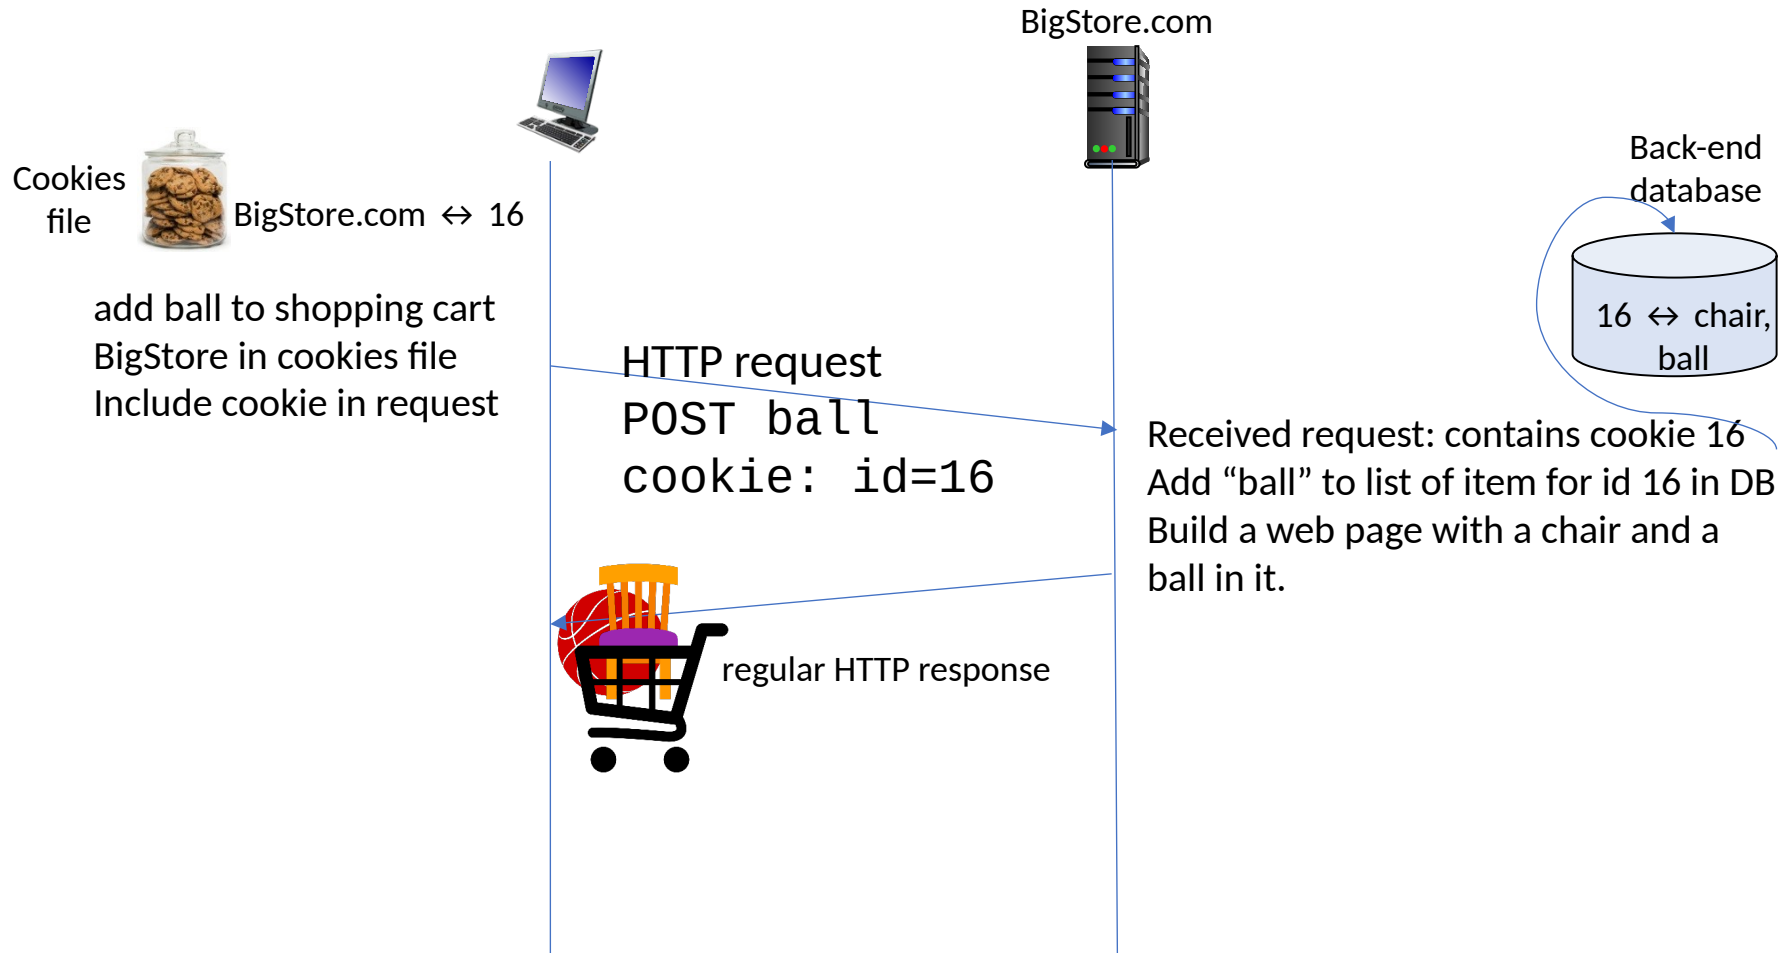 BigStore.com
Cookies
file
BigStore.com ↔ 16
Back-end
database
16 ↔ chair,
ball
add ball to shopping cart
BigStore in cookies file
Include cookie in request
HTTP request
POST ball
cookie: id=16
Received request: contains cookie 16
Add “ball” to list of item for id 16 in DB
Build a web page with a chair and a
ball in it.
regular HTTP response